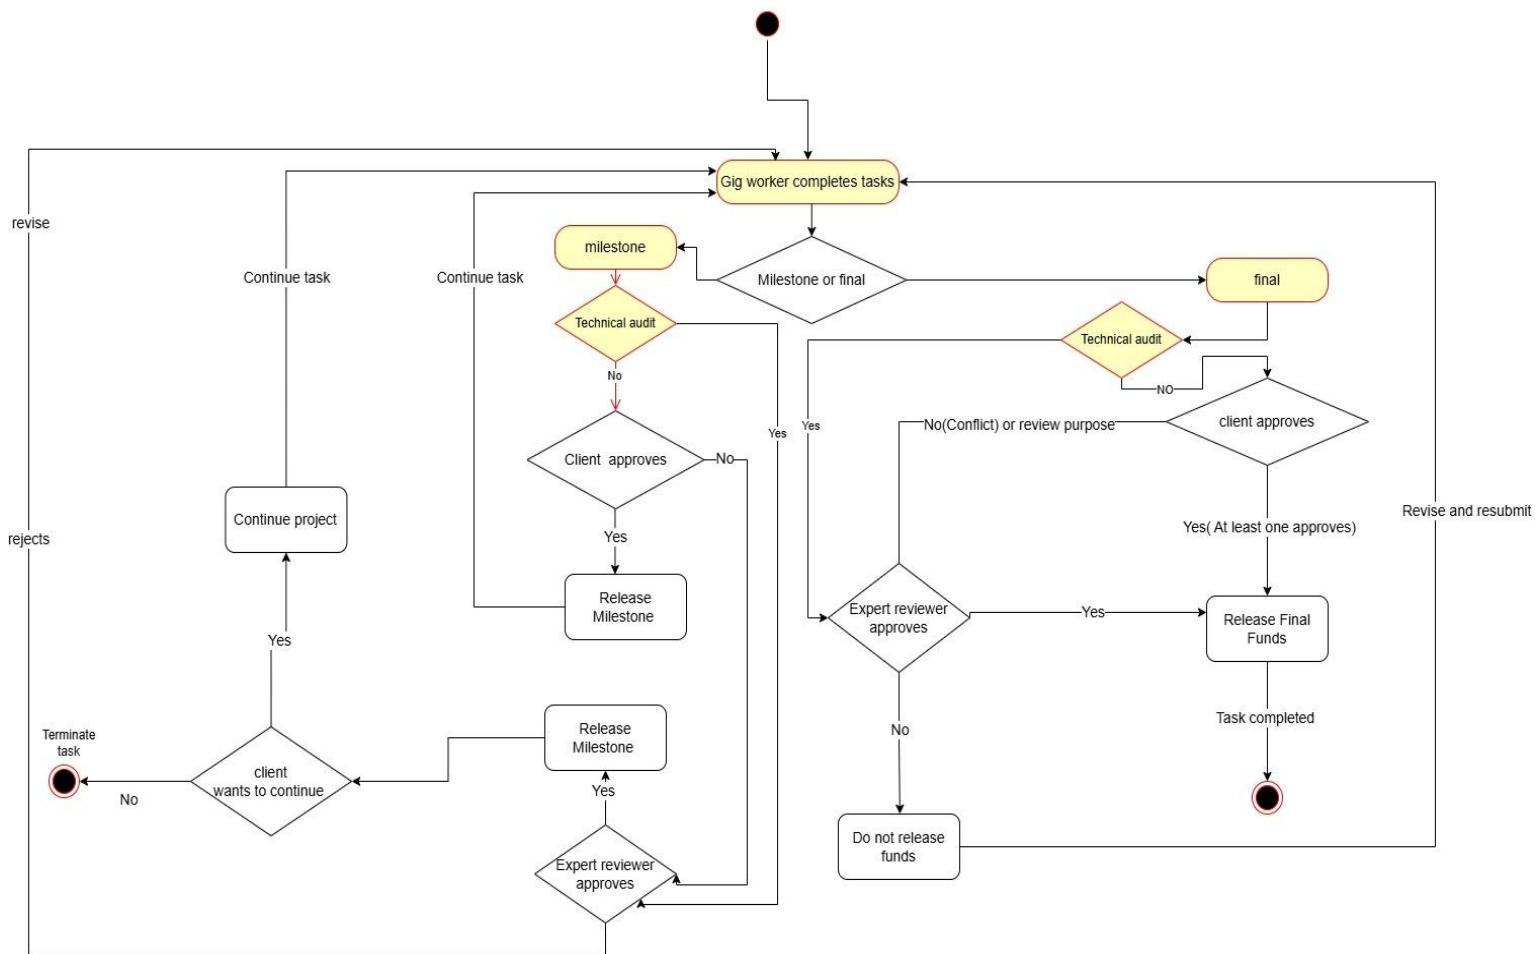 Gig worker completes tasks
revise
milestone
Milestone or final
final
Continue task
Continue task
Technical audit
Technical audit
No
NO
Yes
Yes
No(Conflict) or review purpose
client approves
Client  approves
No
Continue project
Revise and resubmit
rejects
Yes
Yes( At least one approves)
Release
Milestone
Expert reviewer
approves
Yes
Release Final
Funds
Yes
Release
Milestone
No
Task completed
Terminate
task
client
wants to continue
No
Yes
Expert reviewer
approves
Do not release
funds